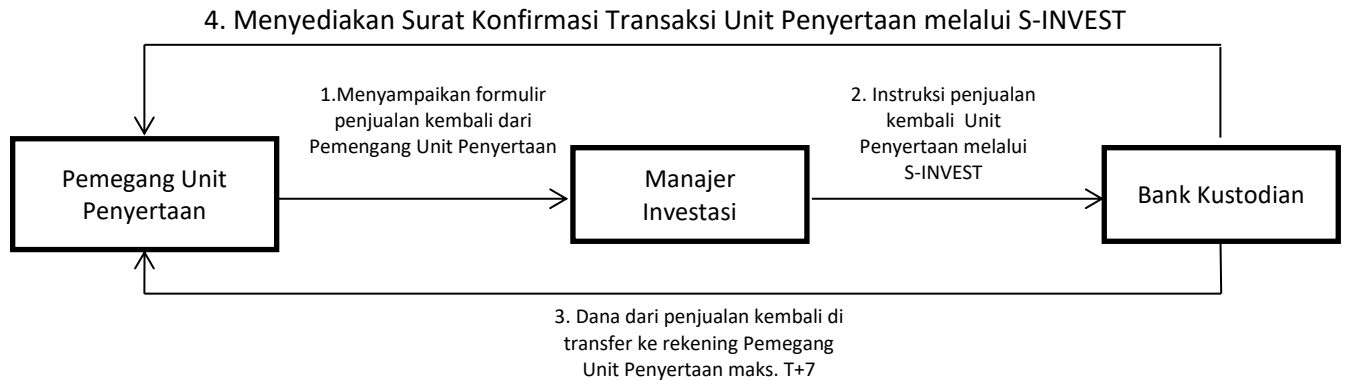 4. Menyediakan Surat Konfirmasi Transaksi Unit Penyertaan melalui S-INVEST
1.Menyampaikan formulir
penjualan kembali dari
Pemengang Unit Penyertaan
2. Instruksi penjualan
kembali Unit
Penyertaan melalui
S-INVEST
Pemegang Unit
Penyertaan
Manajer
Investasi
Bank Kustodian
3. Dana dari penjualan kembali di
transfer ke rekening Pemegang
Unit Penyertaan maks. T+7